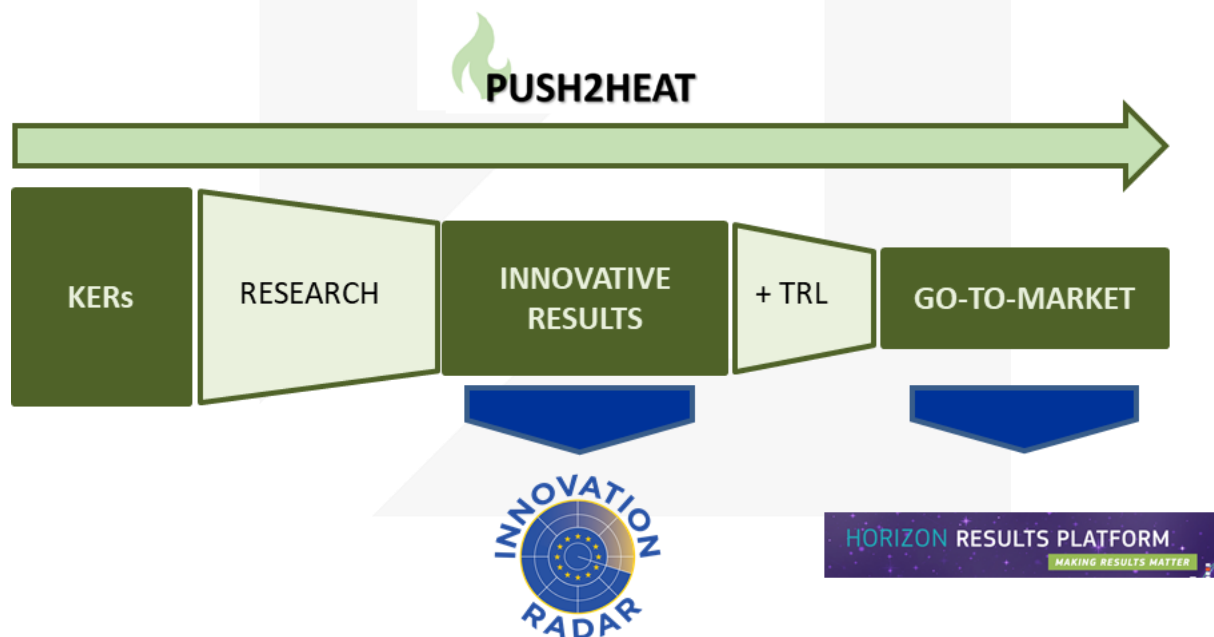 PUSH2HEAT
KERs
RESEARCH
INNOVATIVE
RESULTS
+ TRL
GO-TO-MARKET
INNOVATION
RADAR
HORIZON RESULTS PLATFORM
MAKING RESULTS MATTER